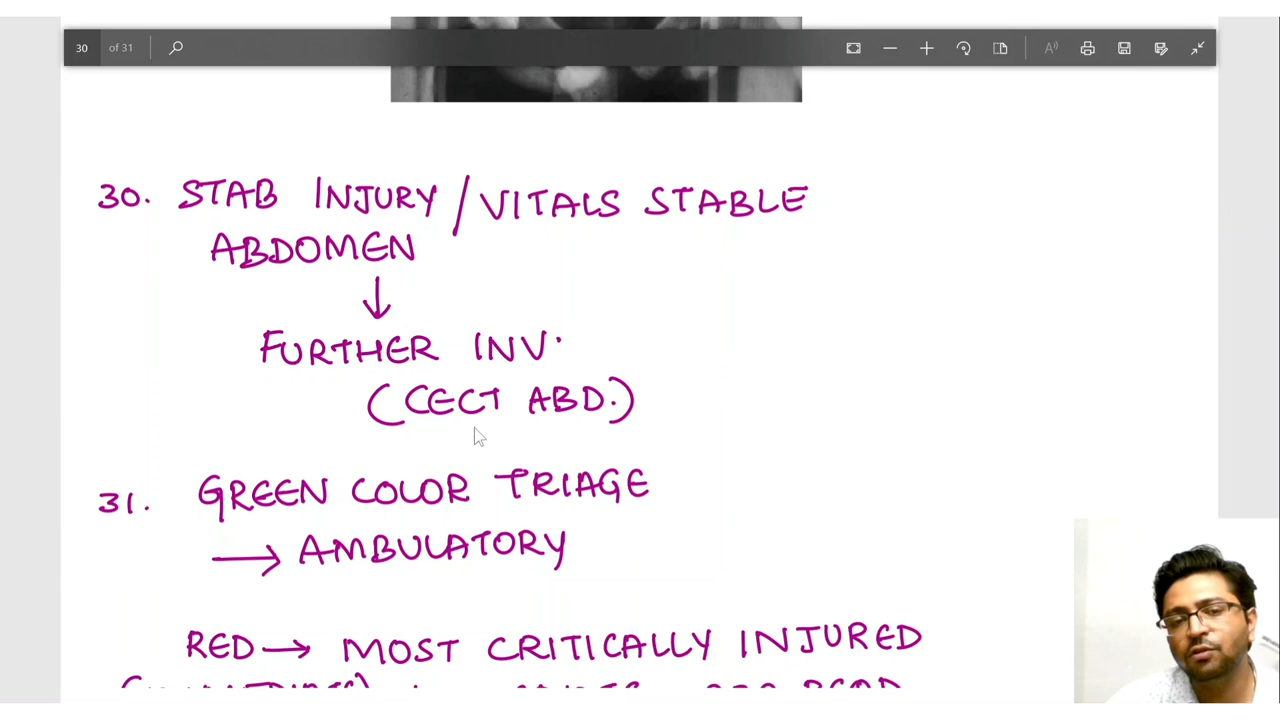 30 of 31
30. STAB INJURY / VITALS STABLE
ABDOMEN
↓
FURTHER INV.
(CECT ABD.)
31. GREEN COLOR TRIAGE
→ AMBULATORY
RED → MOST CRITICALLY INJURED